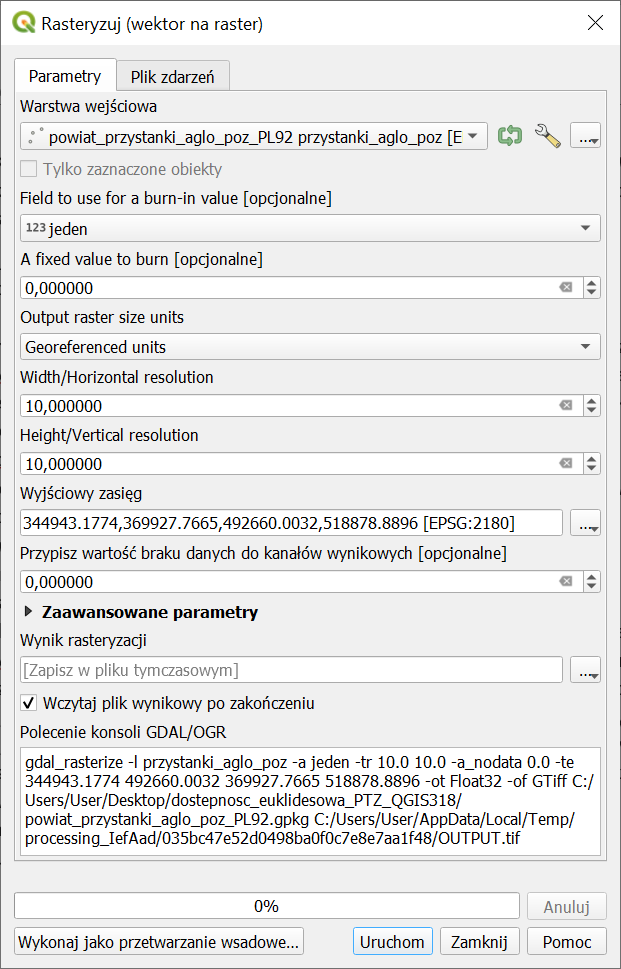 Rasteryzuj (wektor na raster)
Parametry
Plik zdarzeń
Warstwa wejściowa
powiat_przystanki_aglo_poz_PL92 przystanki_aglo_poz [E
...
Tylko zaznaczone obiekty
Field to use for a burn-in value [opcjonalne]
123 jeden
A fixed value to burn [opcjonalne]
0,000000
Output raster size units
Georeferenced units
Width/Horizontal resolution
10,000000
Height/Vertical resolution
10,000000
Wyjściowy zasięg
344943.1774,369927.7665,492660.0032,518878.8896 [EPSG:2180]
...
Przypisz wartość braku danych do kanałów wynikowych [opcjonalne]
0,000000
Zaawansowane parametry
Wynik rasteryzacji
[Zapisz w pliku tymczasowym]
...
Wczytaj plik wynikowy po zakończeniu
Polecenie konsoli GDAL/OGR
gdal_rasterize -l przystanki_aglo_poz -a jeden -tr 10.0 10.0 -a_nodata 0.0 -te
344943.1774 492660.0032 369927.7665 518878.8896 -ot Float32 -of GTiff C:/
Users/User/Desktop/dostepnosc_euklidesowa_PTZ_QGIS318/
powiat_przystanki_aglo_poz_PL92.gpkg C:/Users/User/AppData/Local/Temp/
processing_IefAad/035bc47e52d0498ba0f0c7e8e7aa1f48/OUTPUT.tif
0%
Anuluj
Wykonaj jako przetwarzanie wsadowe...
Uruchom
Zamknij
Pomoc